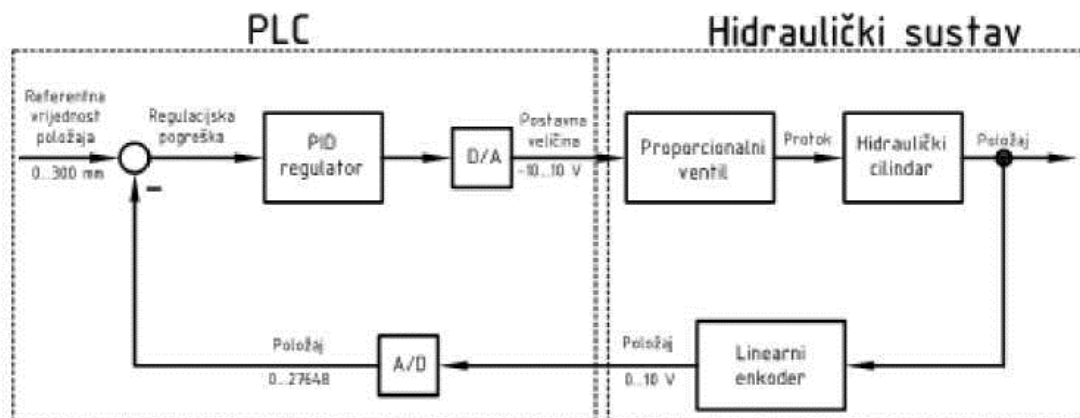 PLC
Hidraulički sustav
Referentna
vrijednost
položaja
0...300 mm
Regulacijska
pogreška
PID
regulator
D/A
Postavna
veličina
-10...10 V
Proporcionalni
ventil
Protok
Hidraulički
cilindar
Položaj
Položaj
0...27648
A/D
Položaj
0...10 V
Linearni
enkoder